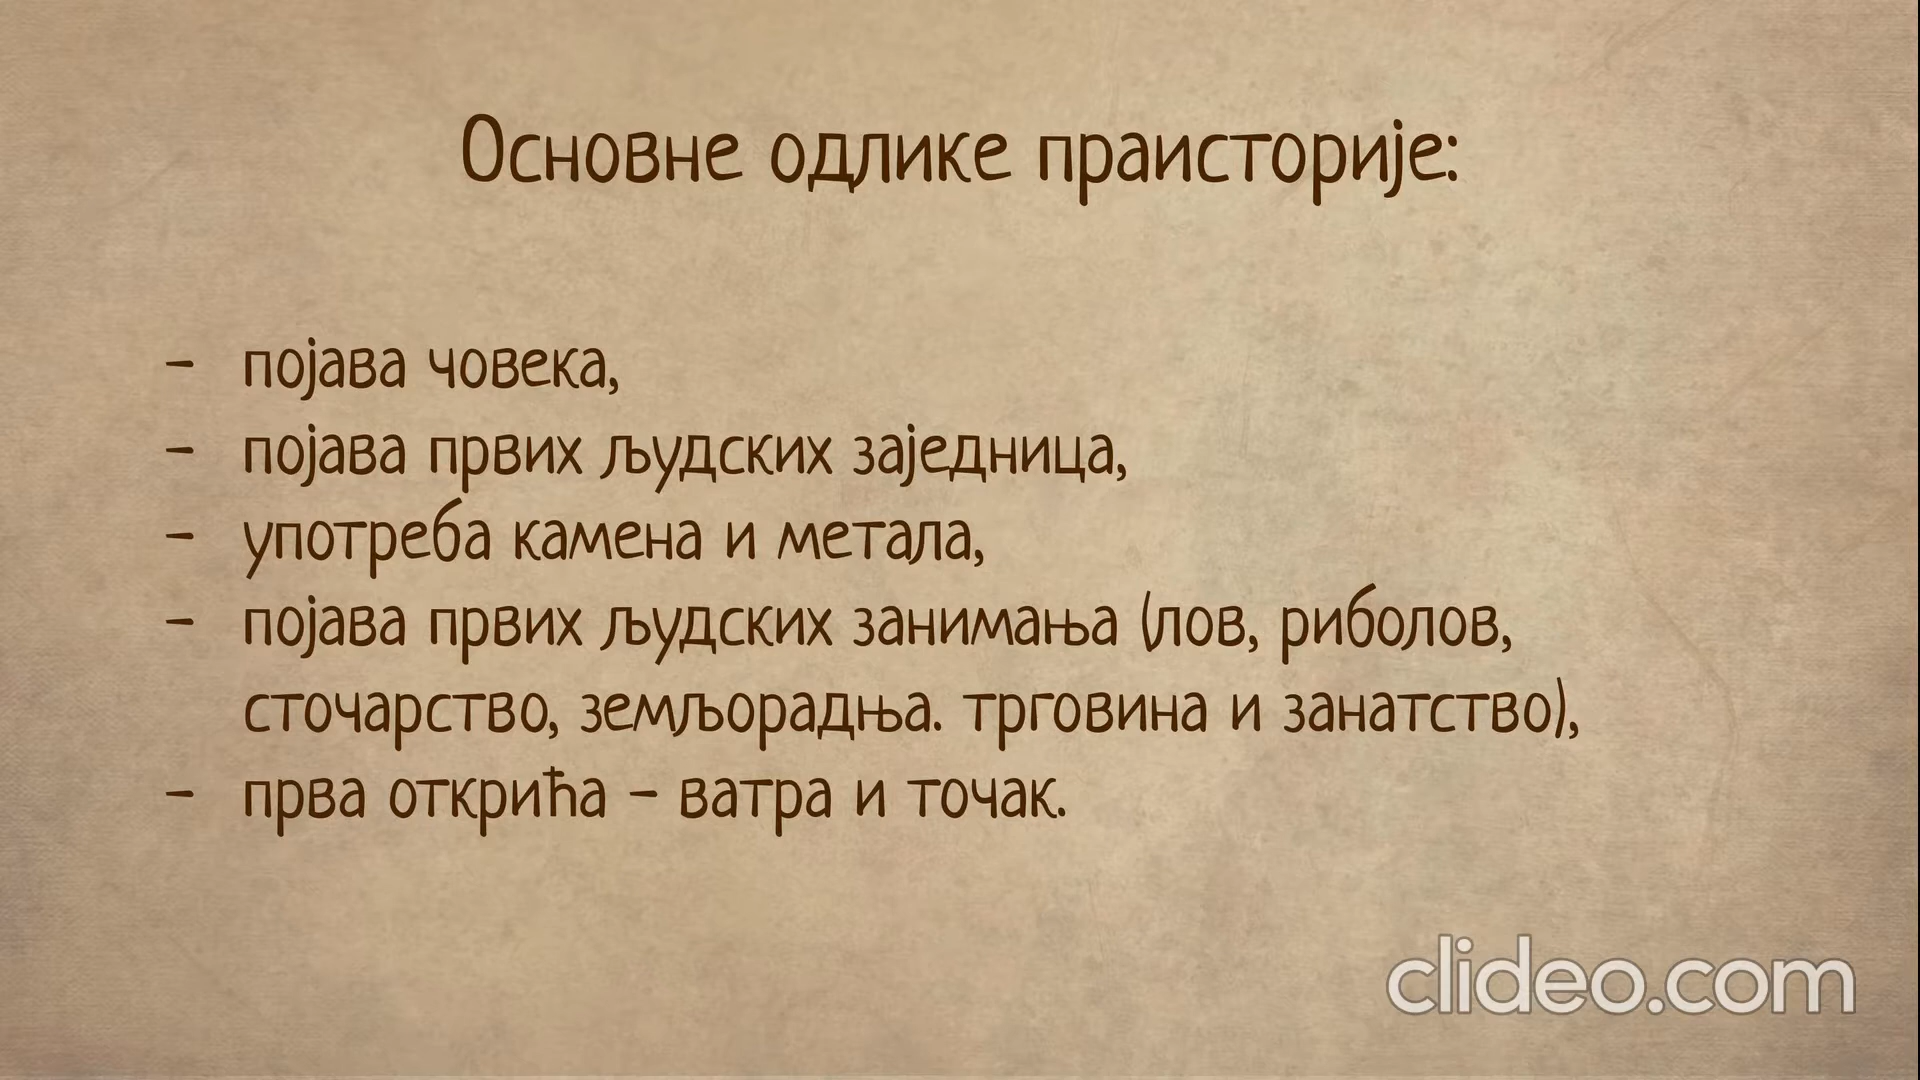 Основне одлике праисторије:
- појава човека,
- појава првих људских заједница,
- употреба камена и метала,
- појава првих људских занимања (лов, риболов,
сточарство, земљорадња. трговина и занатство),
- прва открића - ватра и точак.
clideo.com